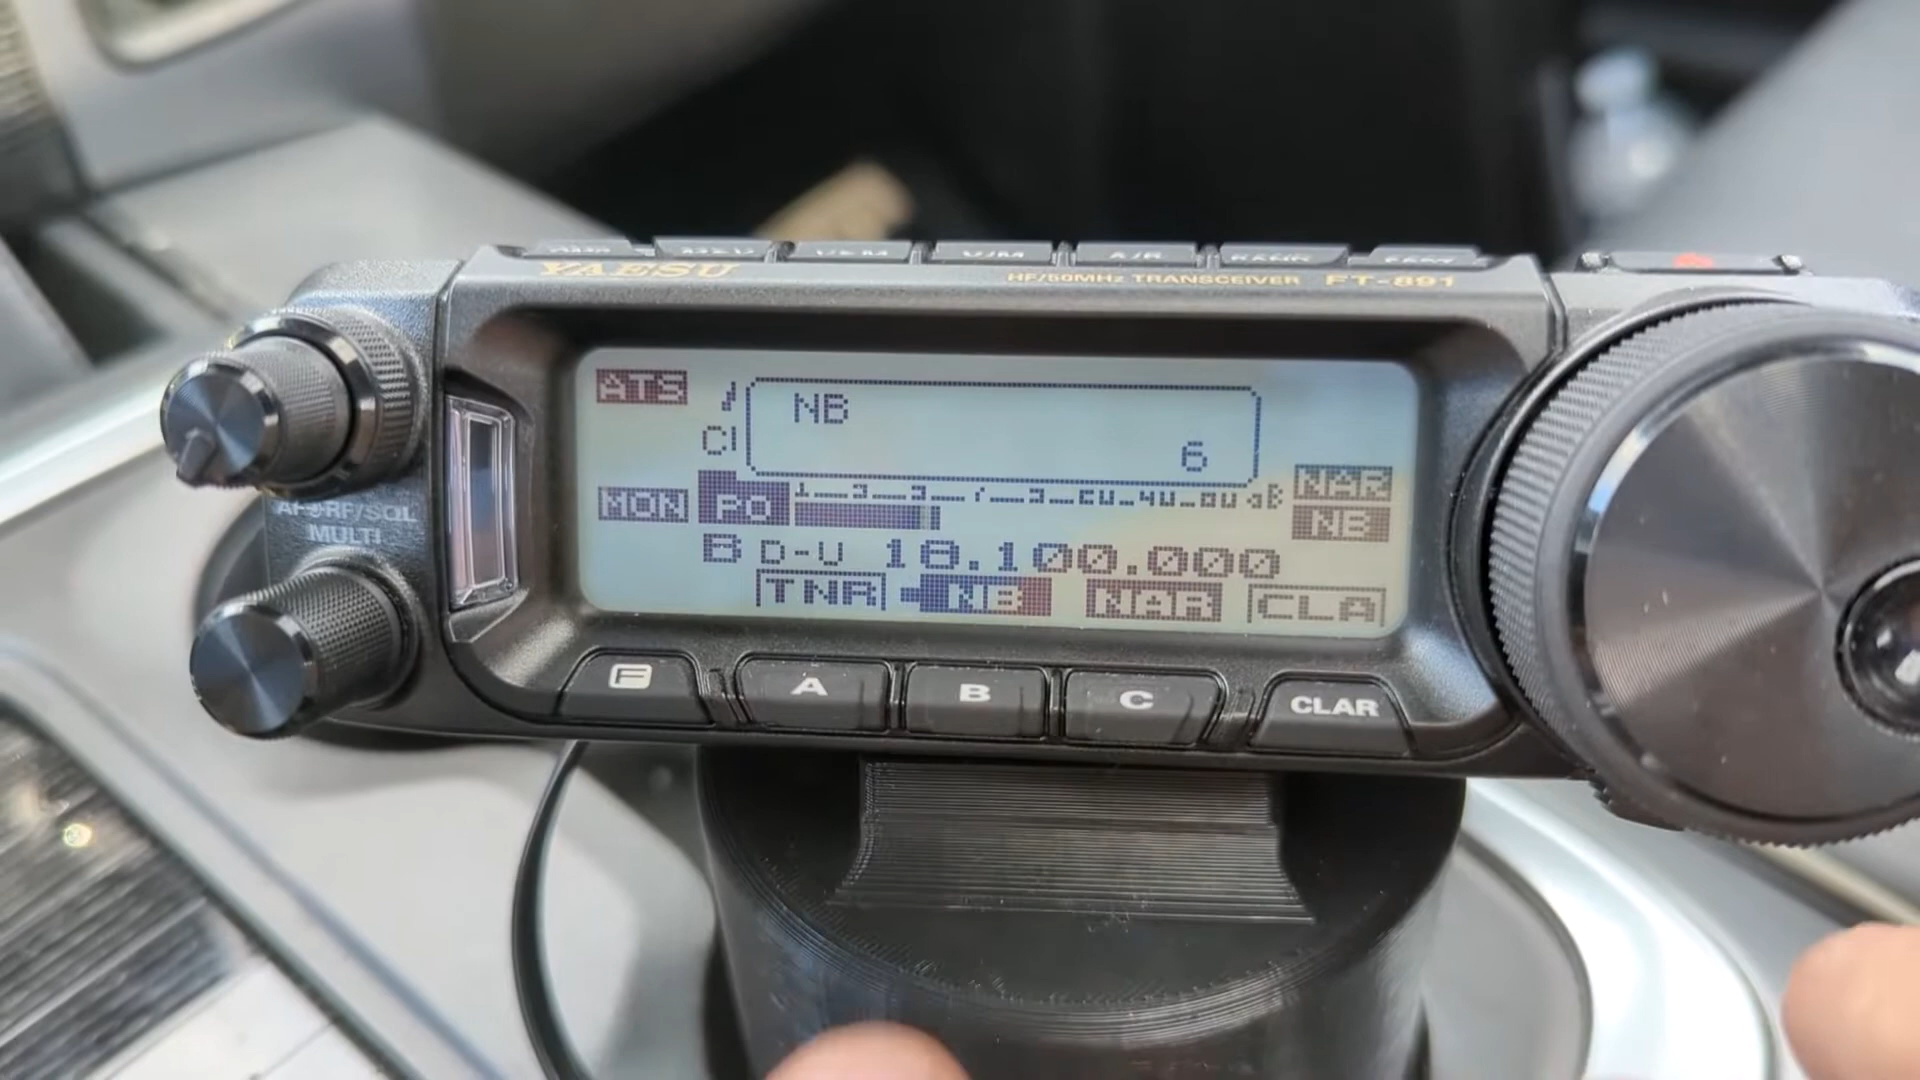 V/M
A/B
YAESU
HF/50MHz TRANSCEIVER FT-891
ATS
NB
6
NAR
MON PO
NB
B D-U 18.100.000
TNR NB NAR CLA
AF RF/SQL
MULTI
F A B C CLAR